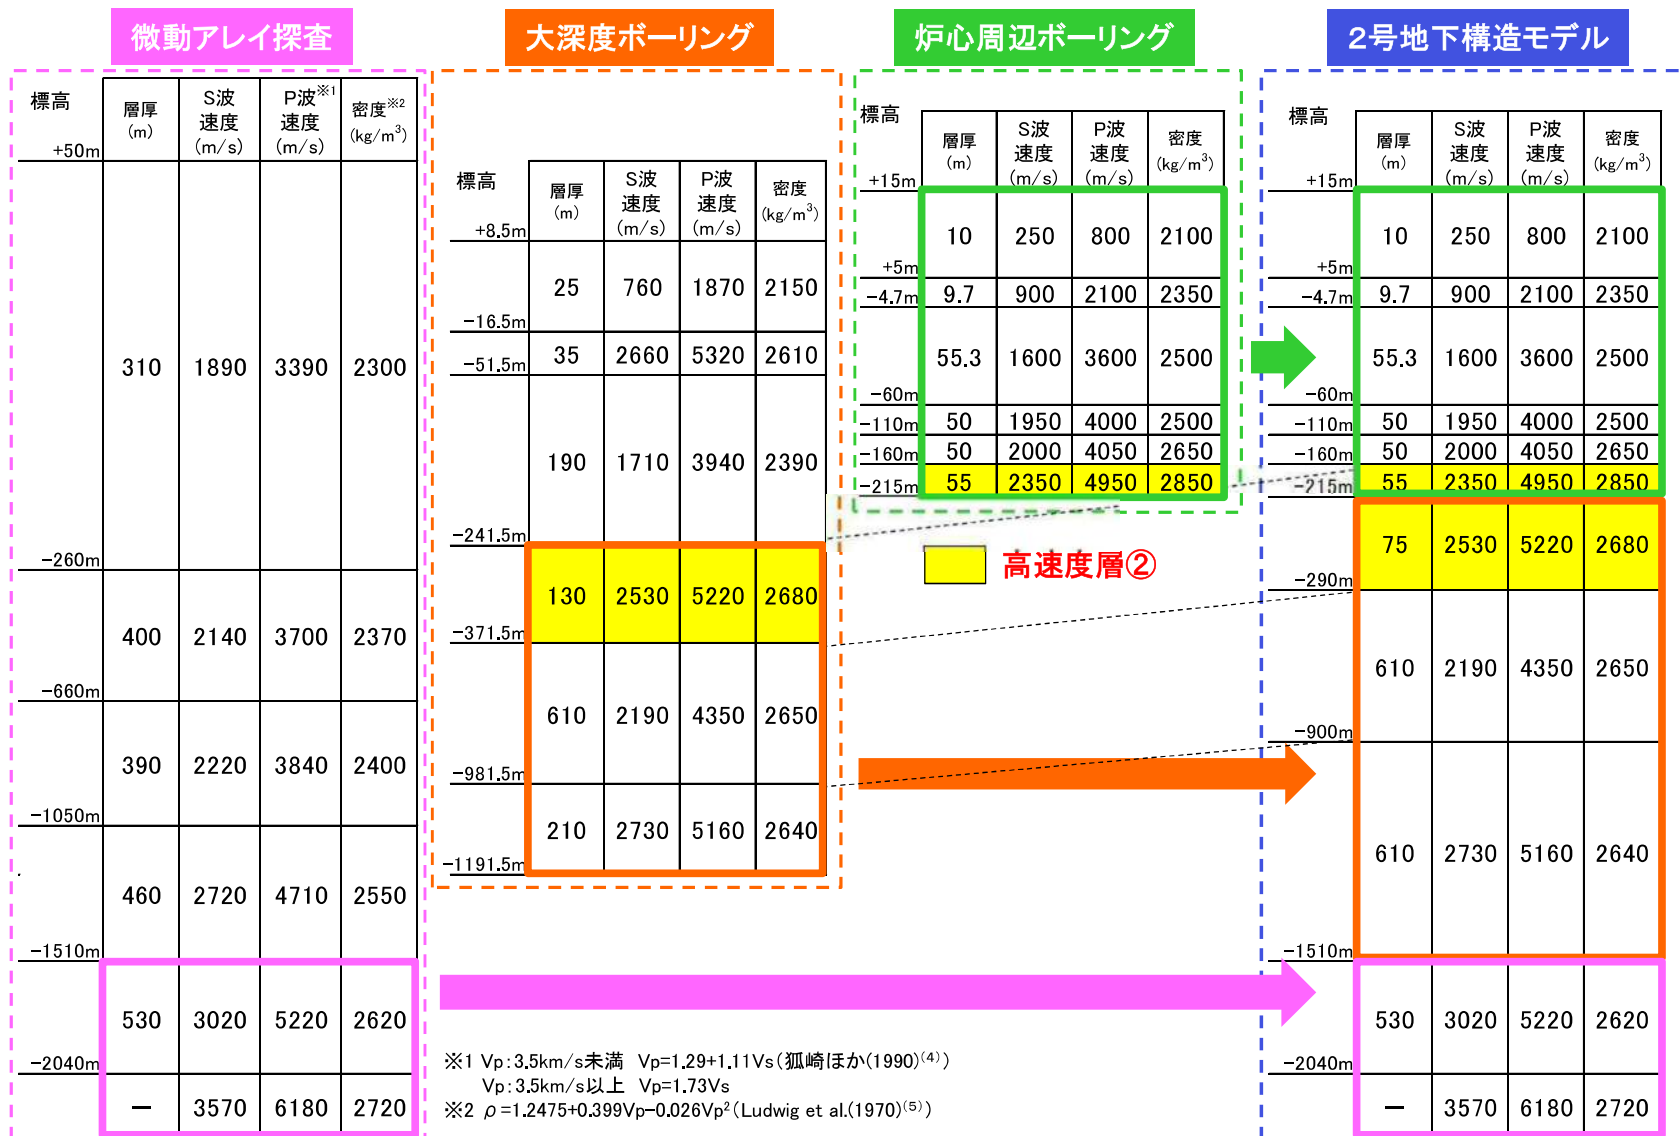 微動アレイ探査
標高 層厚(m) S波速度(m/s) P波※1速度(m/s) 密度※2(kg/m³)
+50m
310 1890 3390 2300
−260m
400 2140 3700 2370
−660m
390 2220 3840 2400
−1050m
460 2720 4710 2550
−1510m
530 3020 5220 2620
−2040m
— 3570 6180 2720
大深度ボーリング
標高 層厚(m) S波速度(m/s) P波速度(m/s) 密度(kg/m³)
+8.5m
25 760 1870 2150
−16.5m
35 2660 5320 2610
−51.5m
190 1710 3940 2390
−241.5m
130 2530 5220 2680
−371.5m
610 2190 4350 2650
−981.5m
210 2730 5160 2640
−1191.5m
炉心周辺ボーリング
標高 層厚(m) S波速度(m/s) P波速度(m/s) 密度(kg/m³)
+15m
10 250 800 2100
+5m
9.7 900 2100 2350
−4.7m
55.3 1600 3600 2500
−60m
50 1950 4000 2500
−110m
50 2000 4050 2650
−160m
55 2350 4950 2850
−215m
高速度層②
2号地下構造モデル
標高 層厚(m) S波速度(m/s) P波速度(m/s) 密度(kg/m³)
+15m
10 250 800 2100
+5m
9.7 900 2100 2350
−4.7m
55.3 1600 3600 2500
−60m
50 1950 4000 2500
−110m
50 2000 4050 2650
−160m
55 2350 4950 2850
−215m
75 2530 5220 2680
−290m
610 2190 4350 2650
−900m
610 2730 5160 2640
−1510m
530 3020 5220 2620
−2040m
— 3570 6180 2720
※1 Vp:3.5km/s未満 Vp=1.29+1.11Vs(狐崎ほか(1990)⁽⁴⁾)
Vp:3.5km/s以上 Vp=1.73Vs
※2 ρ=1.2475+0.399Vp−0.026Vp²(Ludwig et al.(1970)⁽⁵⁾)